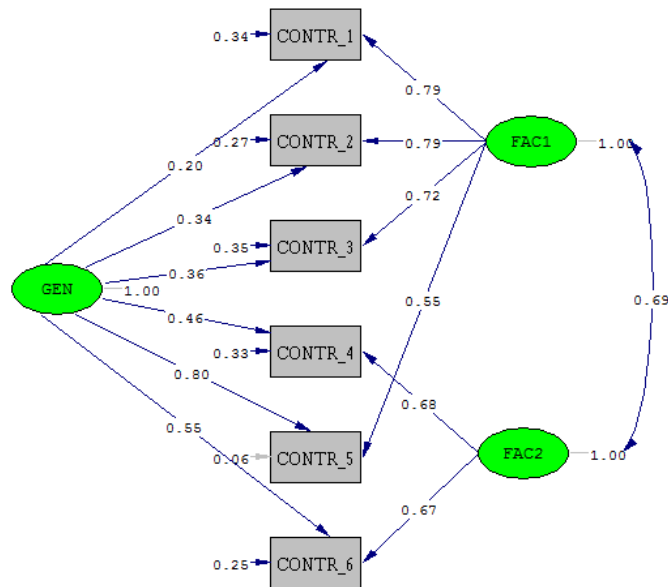 0.34 CONTR_1
0.79
0.27 CONTR_2 0.79 FAC1 1.00
0.20
0.72
0.34
0.35 CONTR_3
0.36
GEN 1.00
0.55 0.69
0.46
0.33 CONTR_4
0.80
0.68
0.55
0.06 CONTR_5 FAC2 1.00
0.67
0.25 CONTR_6